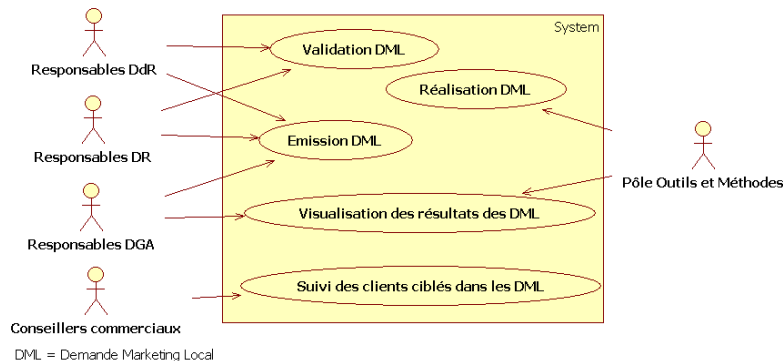 System
Validation DML
Responsables DdR
Réalisation DML
Emission DML
Responsables DR
Pôle Outils et Méthodes
Visualisation des résultats des DML
Responsables DGA
Suivi des clients ciblés dans les DML
Conseillers commerciaux
DML = Demande Marketing Local